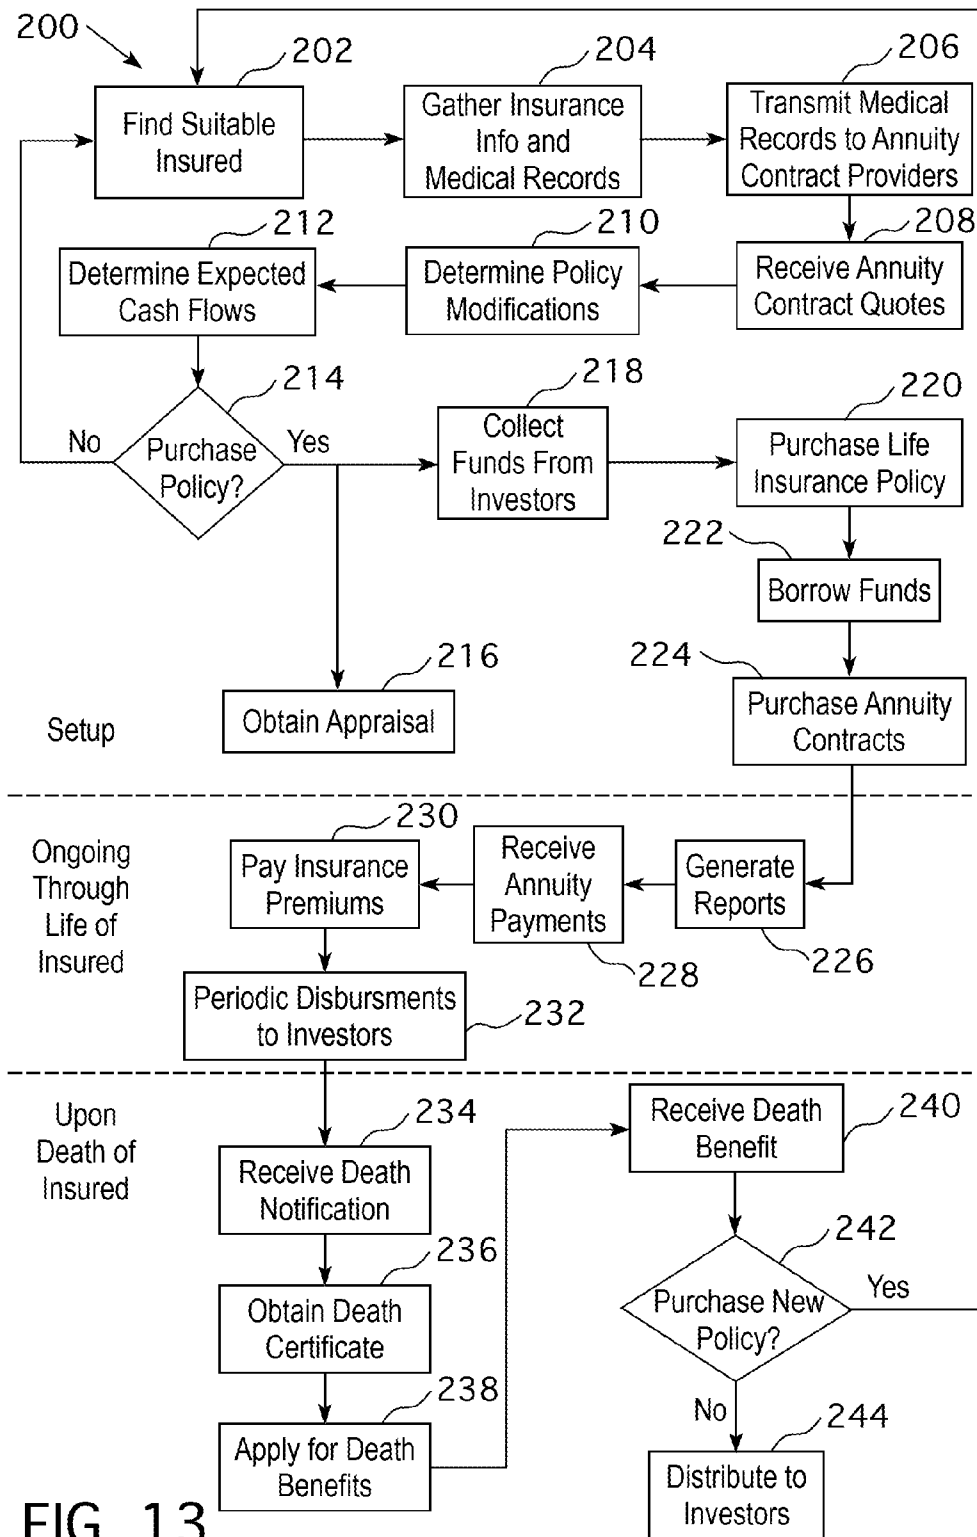 200
202
204
206
Find Suitable
Insured
Gather Insurance
Info and
Medical Records
Transmit Medical
Records to Annuity
Contract Providers
212
210
208
Determine Expected
Cash Flows
Determine Policy
Modifications
Receive Annuity
Contract Quotes
214
218
220
No
Purchase
Policy?
Yes
Collect
Funds From
Investors
Purchase Life
Insurance Policy
222
Borrow Funds
216
224
Setup
Obtain Appraisal
Purchase Annuity
Contracts
Ongoing
Through
Life of
Insured
230
Pay Insurance
Premiums
Receive
Annuity
Payments
Generate
Reports
228
226
Periodic Disbursments
to Investors
232
Upon
Death of
Insured
234
Receive Death
Notification
Receive Death
Benefit
240
236
Obtain Death
Certificate
242
Purchase New
Policy?
Yes
238
Apply for Death
Benefits
No
244
Distribute to
Investors
FIG. 13